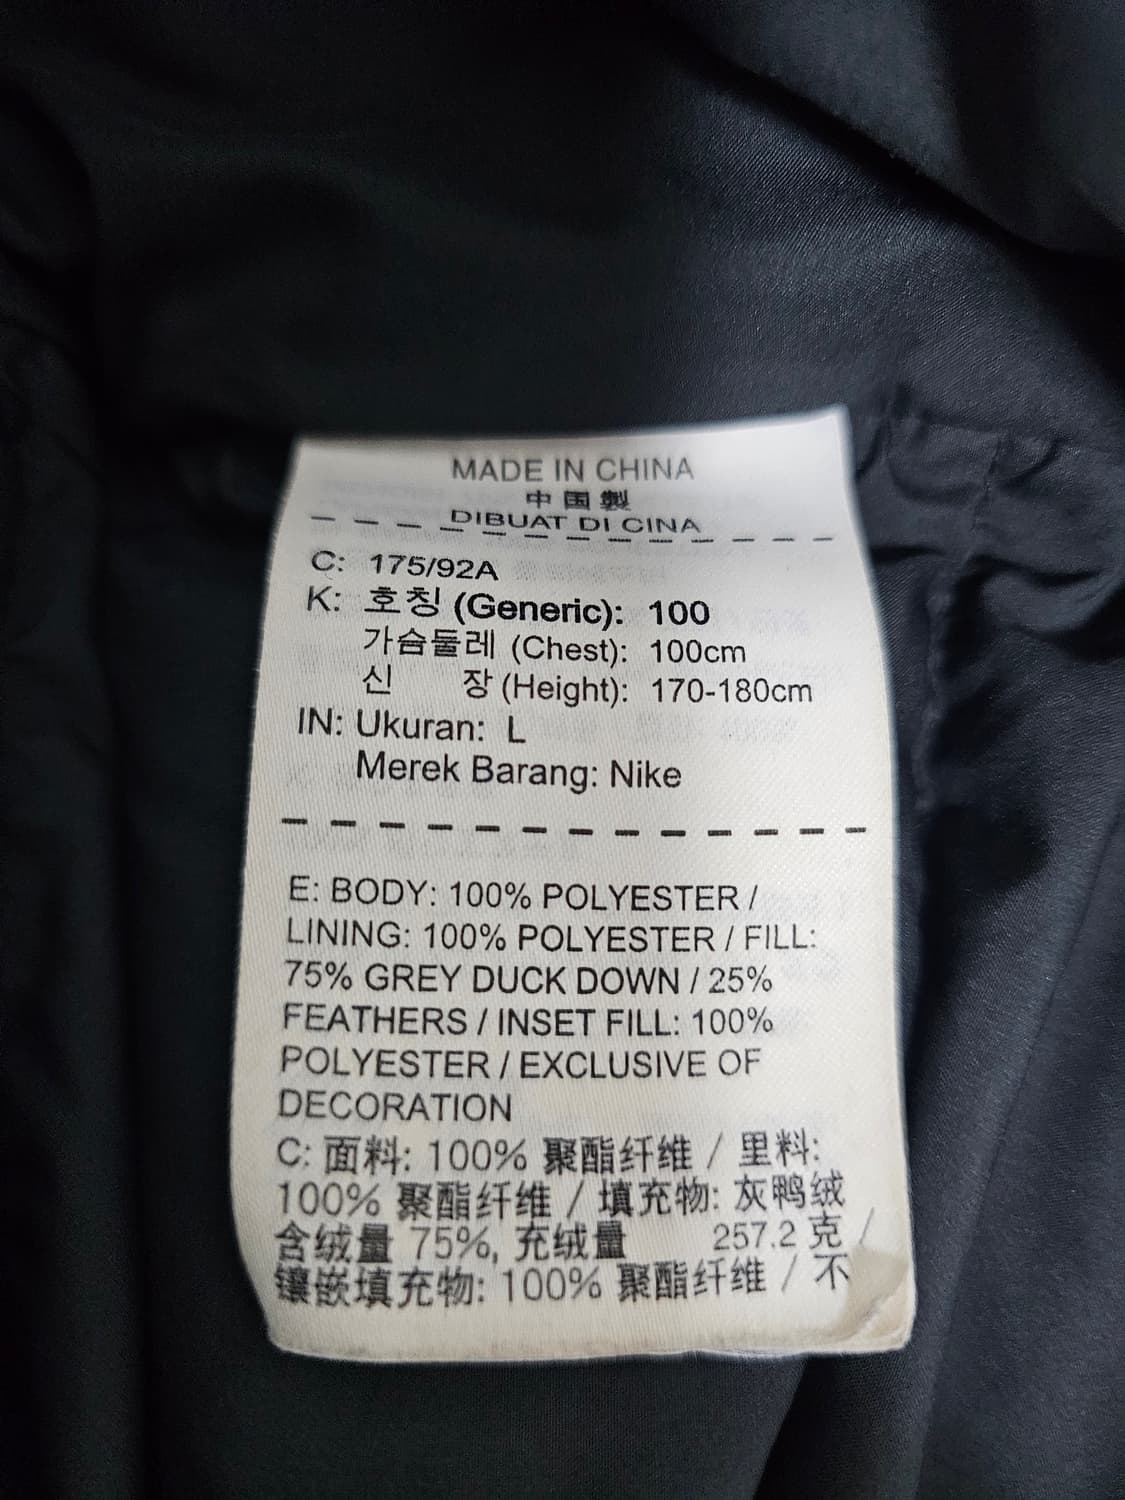 MADE IN CHINA
中国製
DIBUAT DI CINA
C: 175/92A
K: 호칭 (Generic): 100
가슴둘레 (Chest): 100cm
신 장 (Height): 170-180cm
IN: Ukuran: L
Merek Barang: Nike
E: BODY: 100% POLYESTER /
LINING: 100% POLYESTER / FILL:
75% GREY DUCK DOWN / 25%
FEATHERS / INSET FILL: 100%
POLYESTER / EXCLUSIVE OF
DECORATION
C: 面料: 100% 聚酯纤维 / 里料:
100% 聚酯纤维 / 填充物: 灰鸭绒
含绒量 75%, 充绒量 257.2 克 /
镶嵌填充物: 100% 聚酯纤维 / 不